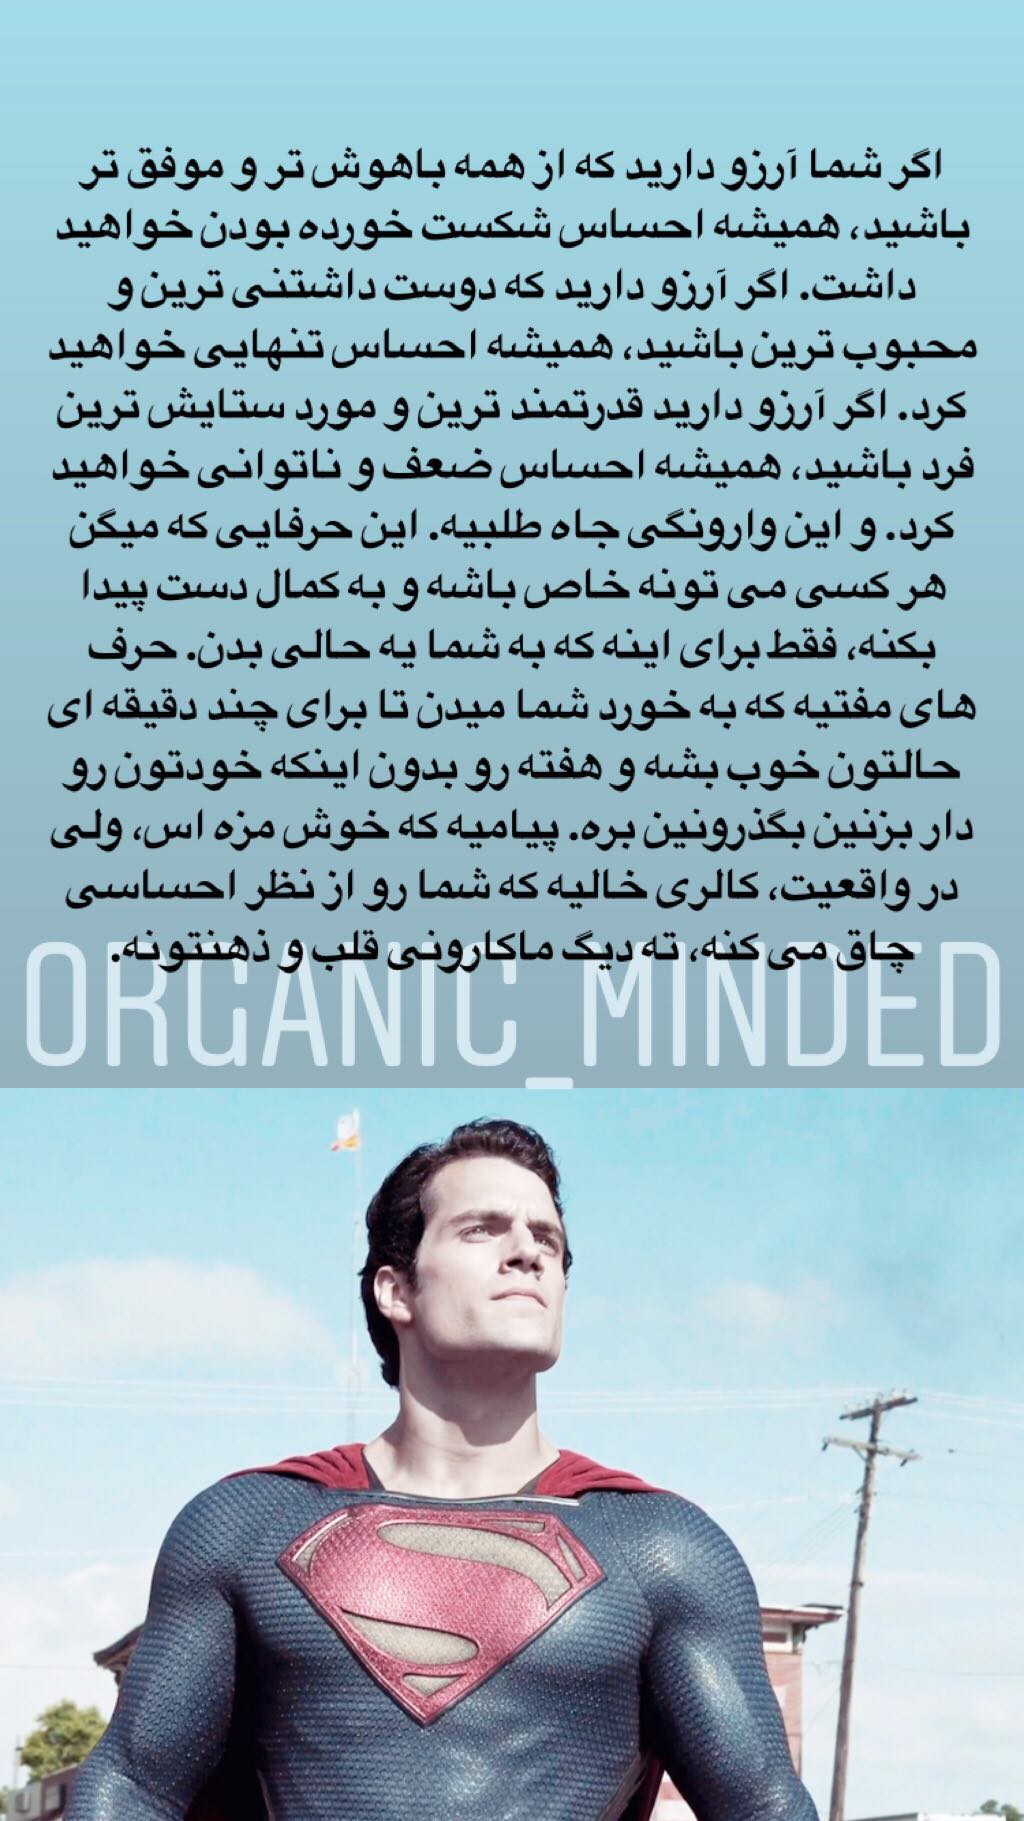 اگر شما آرزو دارید که از همه باهوش تر و موفق تر
باشید، همیشه احساس شکست خورده بودن خواهید
داشت. اگر آرزو دارید که دوست داشتنی ترین و
محبوب ترین باشید، همیشه احساس تنهایی خواهید
کرد. اگر آرزو دارید قدرتمند ترین و مورد ستایش ترین
فرد باشید، همیشه احساس ضعف و ناتوانی خواهید
کرد. و این وارونگی جاه طلبیه. این حرفایی که میگن
هر کسی می تونه خاص باشه و به کمال دست پیدا
بکنه، فقط برای اینه که به شما یه حالی بدن. حرف
های مفتیه که به خورد شما میدن تا برای چند دقیقه ای
حالتون خوب بشه و هفته رو بدون اینکه خودتون رو
دار بزنین بگذرونین بره. پیامیه که خوش مزه اس، ولی
در واقعیت، کالری خالیه که شما رو از نظر احساسی
چاق می کنه، ته دیگ ماکارونی قلب و ذهنتونه.
ORGANIC_MINDED